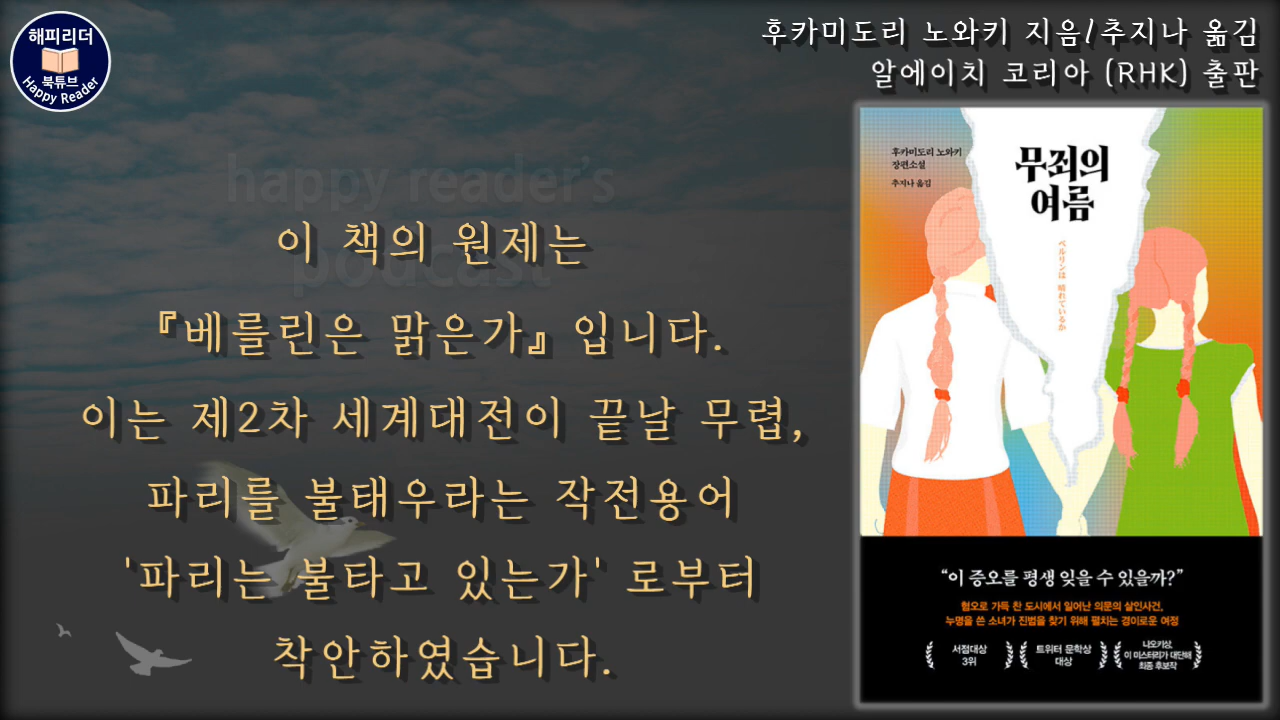 해피리더
북튜브
Happy Reader
후카미도리 노와키 지음/추지나 옮김
알에이치 코리아 (RHK) 출판
happy reader's
podcast
이 책의 원제는
『베를린은 맑은가』입니다.
이는 제2차 세계대전이 끝날 무렵,
파리를 불태우라는 작전용어
'파리는 불타고 있는가' 로부터
착안하였습니다.
후카미도리 노와키
장편소설
추지나 옮김
무죄의
여름
ベルリンは 晴れているか
“이 증오를 평생 잊을 수 있을까?”
혐오로 가득 찬 도시에서 일어난 의문의 살인사건,
누명을 쓴 소녀가 진범을 찾기 위해 펼치는 경이로운 여정
서점대상
3위
트위터 문학상
대상
나오키상,
이 미스터리가 대단해
최종 후보작